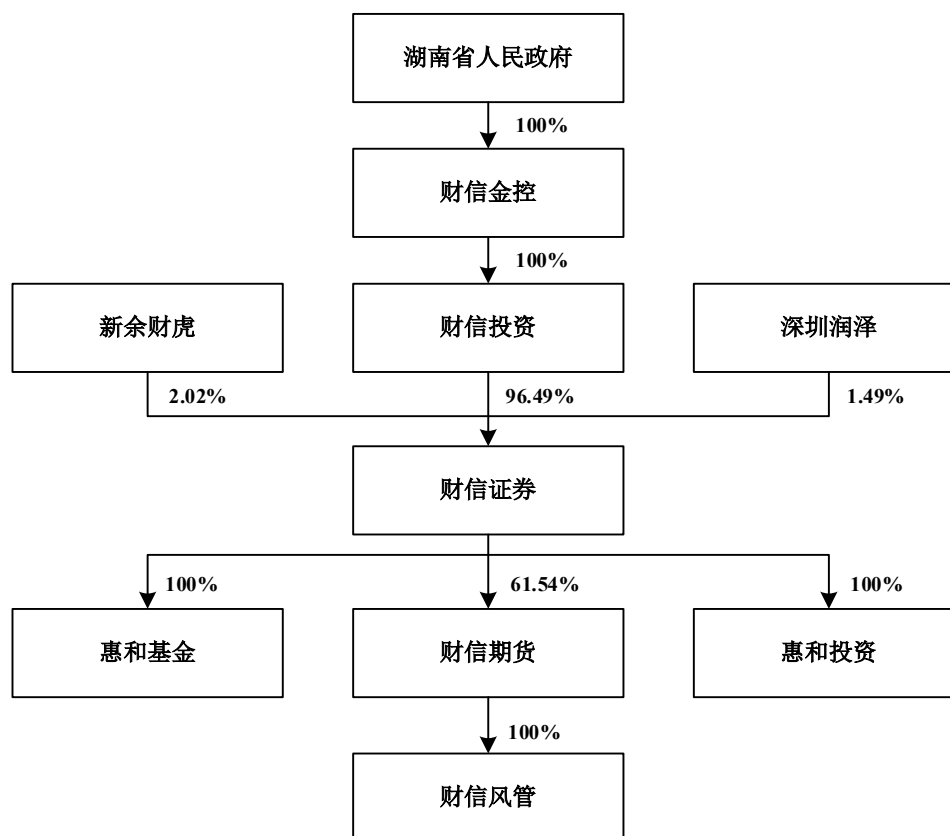 湖南省人民政府
100%
财信金控
100%
新余财虎
财信投资
深圳润泽
2.02%
96.49%
1.49%
财信证券
100%
61.54%
100%
惠和基金
财信期货
惠和投资
100%
财信风管